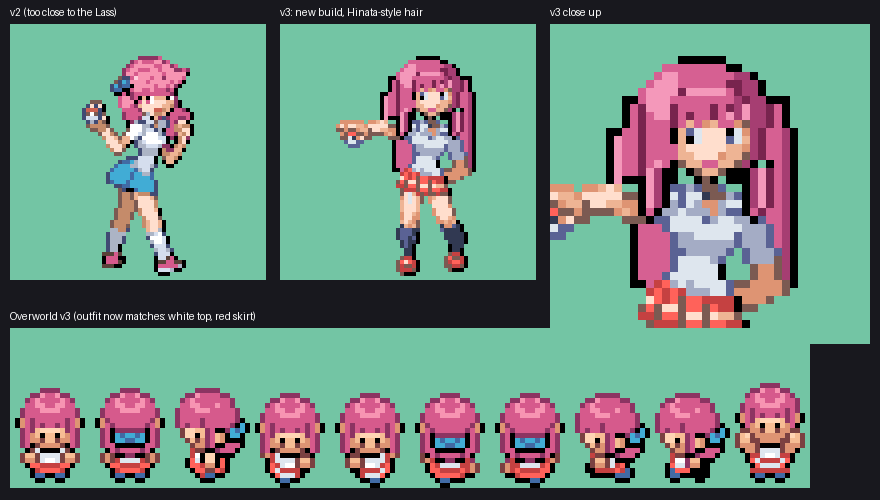 v2 (too close to the Lass)
v3: new build, Hinata-style hair
v3 close up
Overworld v3 (outfit now matches: white top, red skirt)